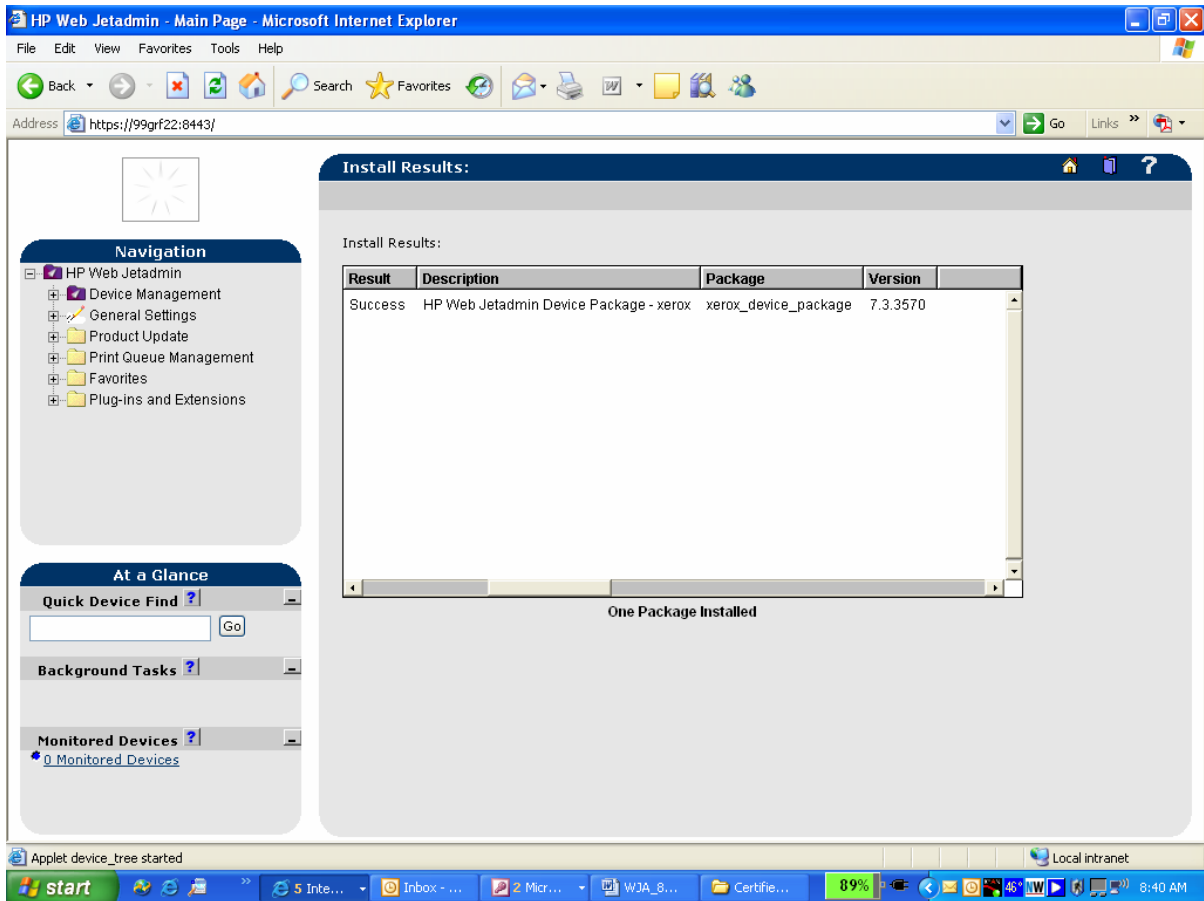 HP Web Jetadmin - Main Page - Microsoft Internet Explorer
File Edit View Favorites Tools Help
Back Search Favorites
Address https://99grf22:8443/ Go Links »
Install Results: ?
Navigation
HP Web Jetadmin
Device Management
General Settings
Product Update
Print Queue Management
Favorites
Plug-ins and Extensions
Install Results:
Result Description Package Version
Success HP Web Jetadmin Device Package - xerox xerox_device_package 7.3.3570
One Package Installed
At a Glance
Quick Device Find ?
Go
Background Tasks ?
Monitored Devices ?
0 Monitored Devices
Applet device_tree started Local intranet
start » 5 Inte... Inbox - ... 2 Micr... WJA_8... Certifie... 89% 46° NW 8:40 AM